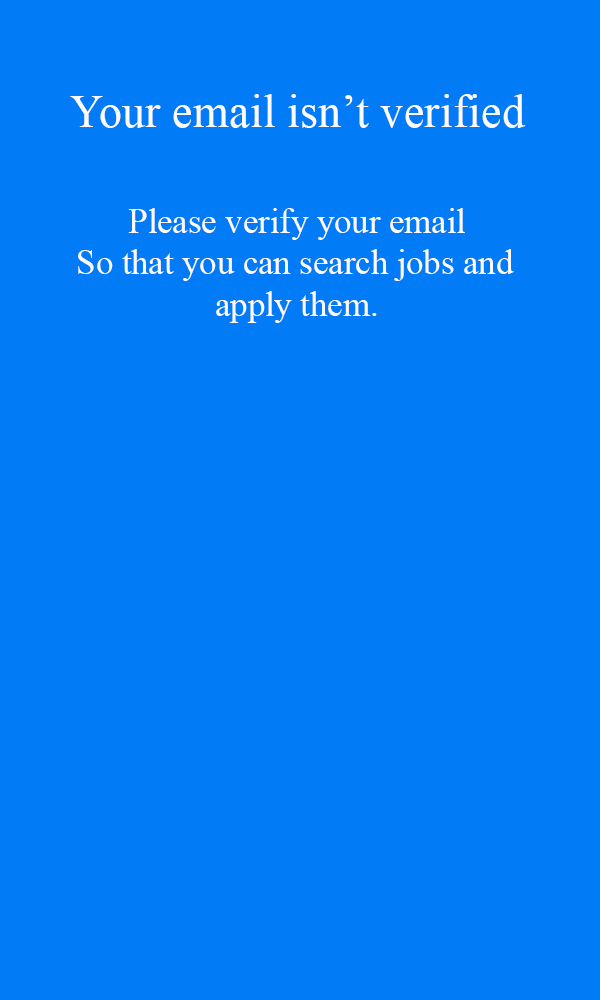 Your email isn’t verified
Please verify your email
So that you can search jobs and
apply them.